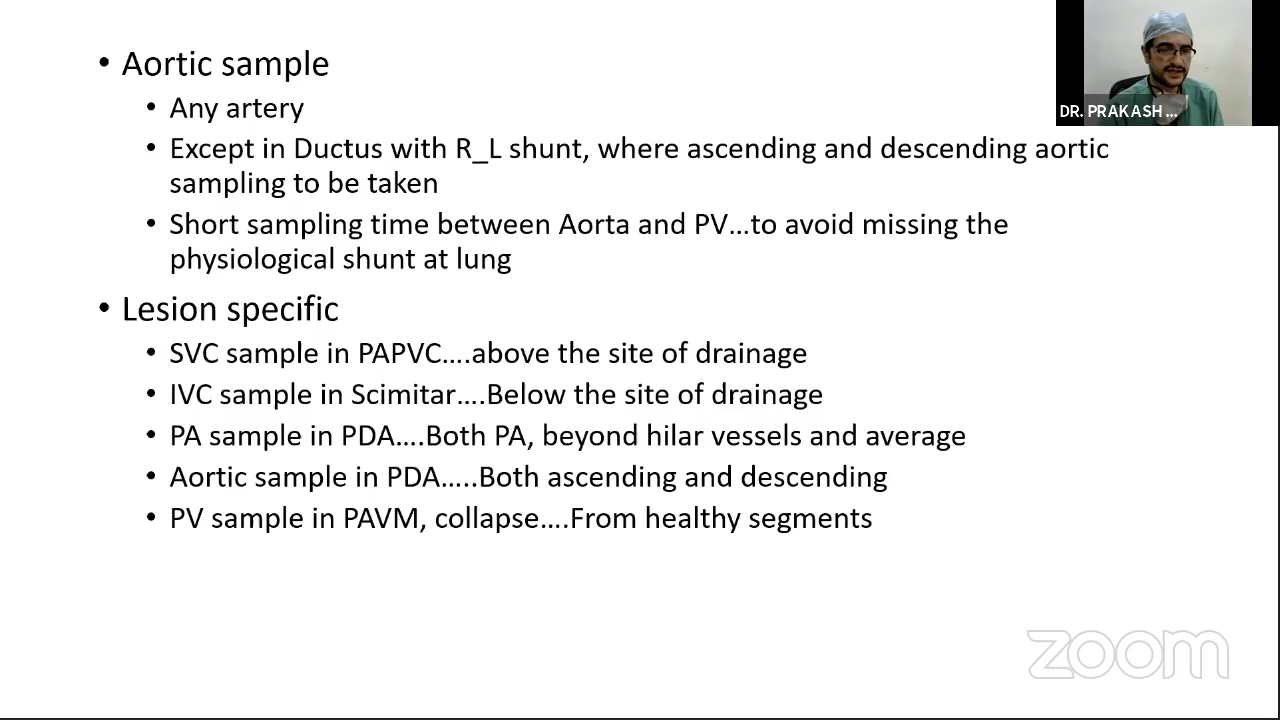 • Aortic sample
• Any artery
• Except in Ductus with R_L shunt, where ascending and descending aortic
sampling to be taken
• Short sampling time between Aorta and PV…to avoid missing the
physiological shunt at lung
• Lesion specific
• SVC sample in PAPVC….above the site of drainage
• IVC sample in Scimitar….Below the site of drainage
• PA sample in PDA….Both PA, beyond hilar vessels and average
• Aortic sample in PDA…..Both ascending and descending
• PV sample in PAVM, collapse….From healthy segments
DR. PRAKASH ...
zoom